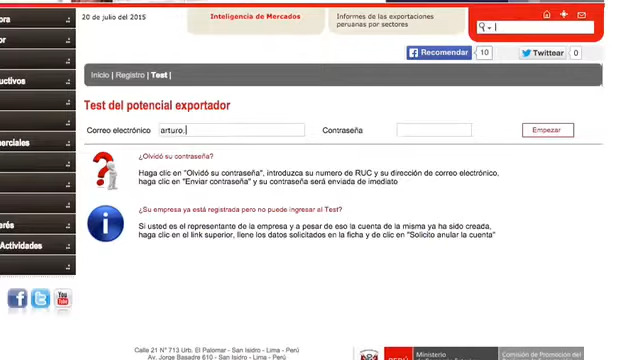 20 de julio del 2015
Inteligencia de Mercados
Informes de las exportaciones
peruanas por sectores
Recomendar 10
Twittear 0
Inicio | Registro | Test |
Test del potencial exportador
Correo electrónico arturo.
Contraseña
Empezar
¿Olvidó su contraseña?
Haga clic en "Olvidó su contraseña", introduzca su numero de RUC y su dirección de correo electrónico,
haga clic en "Enviar contraseña" y su contraseña será enviada de imediato
¿Su empresa ya está registrada pero no puede ingresar al Test?
Si usted es el representante de la empresa y a pesar de eso la cuenta de la misma ya ha sido creada,
haga clic en el link superior, llene los datos solicitados en la ficha y de clic en "Solicito anular la cuenta"
Actividades
You Tube
Calle 21 N° 713 Urb. El Palomar - San Isidro - Lima - Perú
Av. Jorge Basadre 610 - San Isidro - Lima - Perú
PERÚ
Ministerio
Comisión de Promoción del